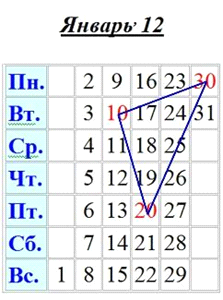 Январь 12
Пн. 2 9 16 23 30
Вт. 3 10 17 24 31
Ср. 4 11 18 25
Чт. 5 12 19 26
Пт. 6 13 20 27
Сб. 7 14 21 28
Вс. 1 8 15 22 29